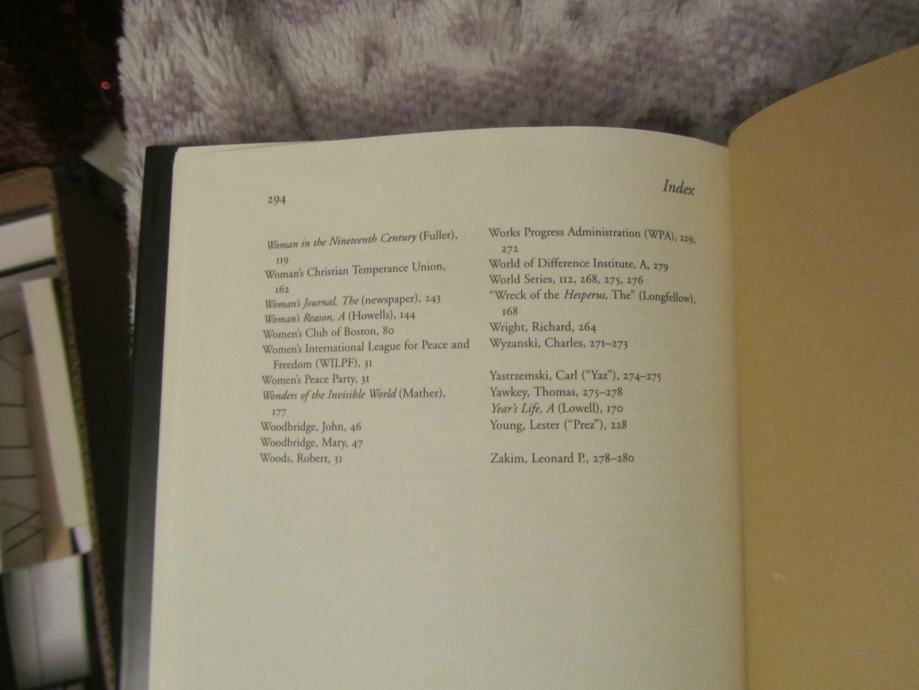 294
Index
Woman in the Nineteenth Century (Fuller),
119
Woman's Christian Temperance Union,
162
Woman's Journal, The (newspaper), 243
Woman's Reason, A (Howells), 144
Women's Club of Boston, 80
Women's International League for Peace and
Freedom (WILPF), 31
Women's Peace Party, 31
Wonders of the Invisible World (Mather),
177
Woodbridge, John, 46
Woodbridge, Mary, 47
Woods, Robert, 31
Works Progress Administration (WPA), 229,
272
World of Difference Institute, A, 279
World Series, 112, 268, 275, 276
“Wreck of the Hesperus, The” (Longfellow),
168
Wright, Richard, 264
Wyzanski, Charles, 271–273
Yastrzemski, Carl (“Yaz”), 274–275
Yawkey, Thomas, 275–278
Year's Life, A (Lowell), 170
Young, Lester (“Prez”), 228
Zakim, Leonard P., 278–280